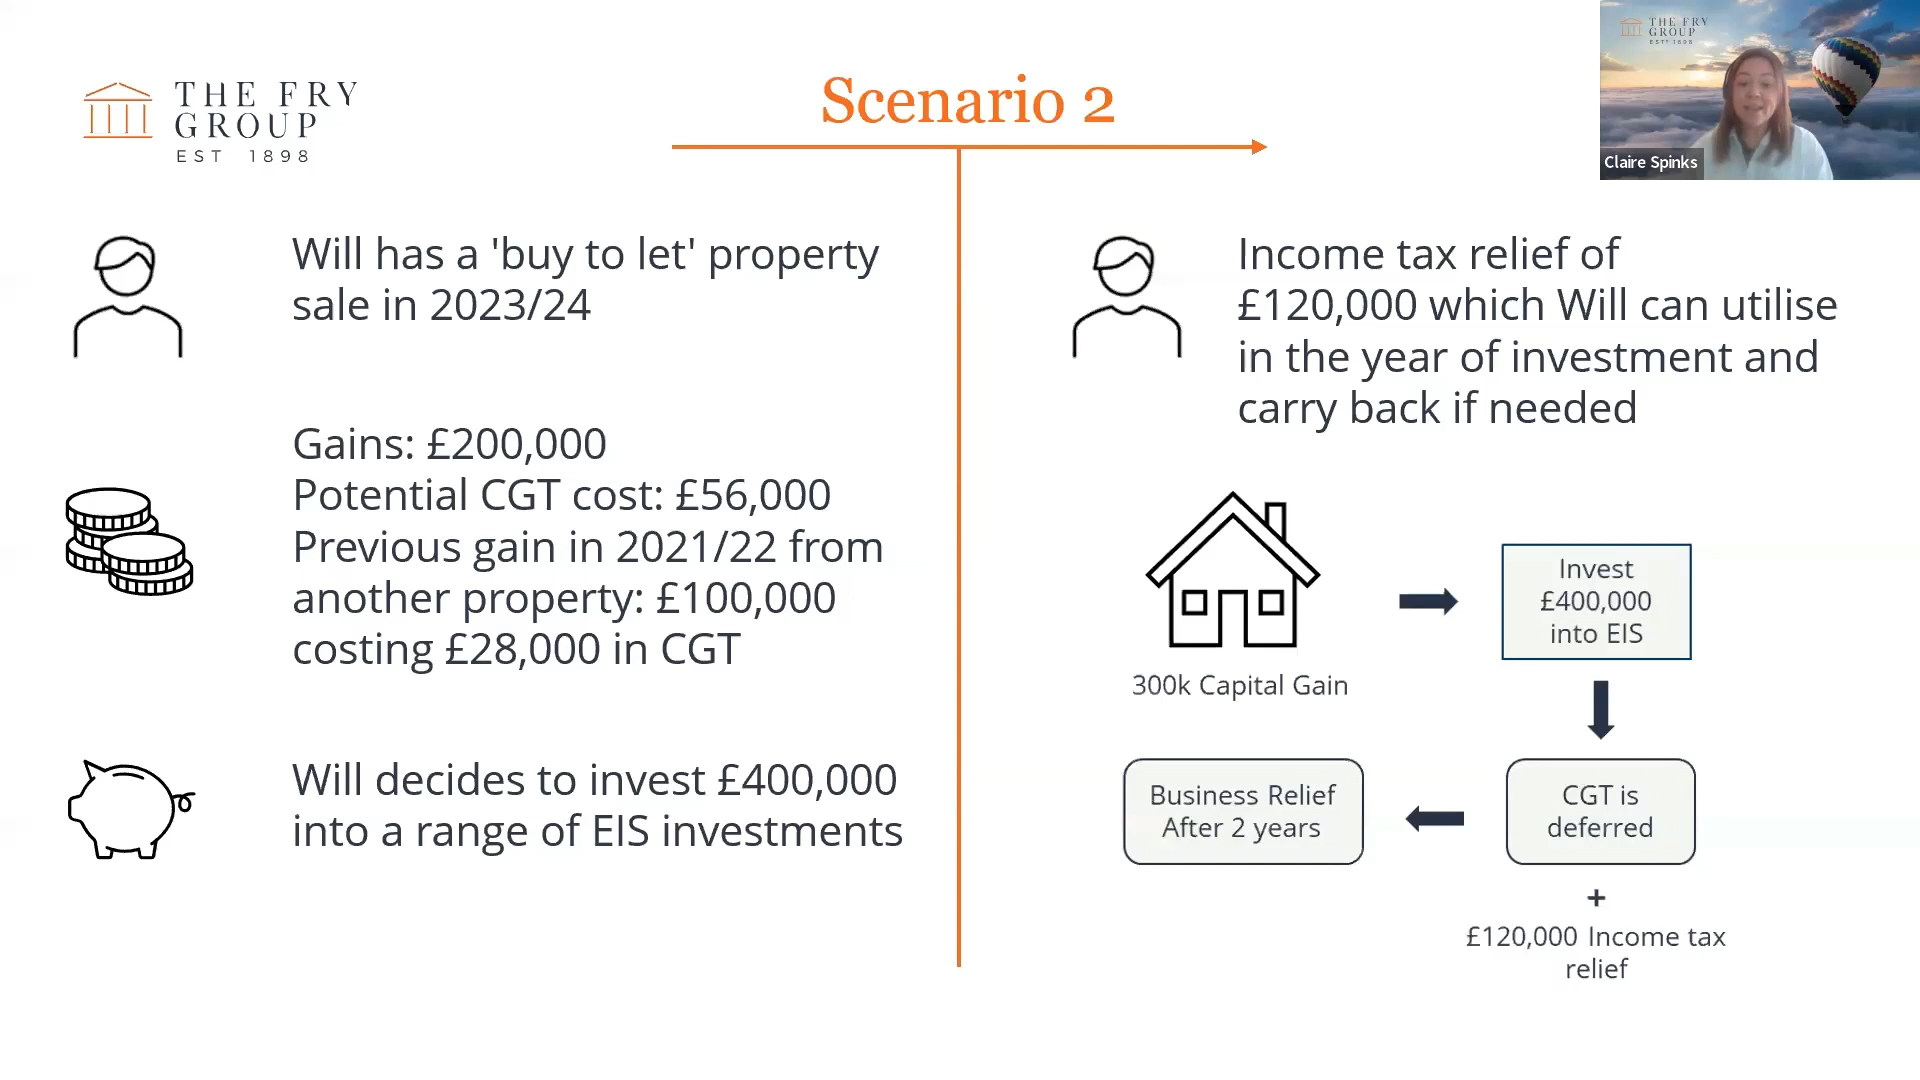 THE FRY
GROUP
EST 1898
Scenario 2
THE FRY
GROUP
EST 1898
Claire Spinks
Will has a 'buy to let' property
sale in 2023/24
Gains: £200,000
Potential CGT cost: £56,000
Previous gain in 2021/22 from
another property: £100,000
costing £28,000 in CGT
Will decides to invest £400,000
into a range of EIS investments
Income tax relief of
£120,000 which Will can utilise
in the year of investment and
carry back if needed
300k Capital Gain
Invest
£400,000
into EIS
CGT is
deferred
+
£120,000 Income tax
relief
Business Relief
After 2 years